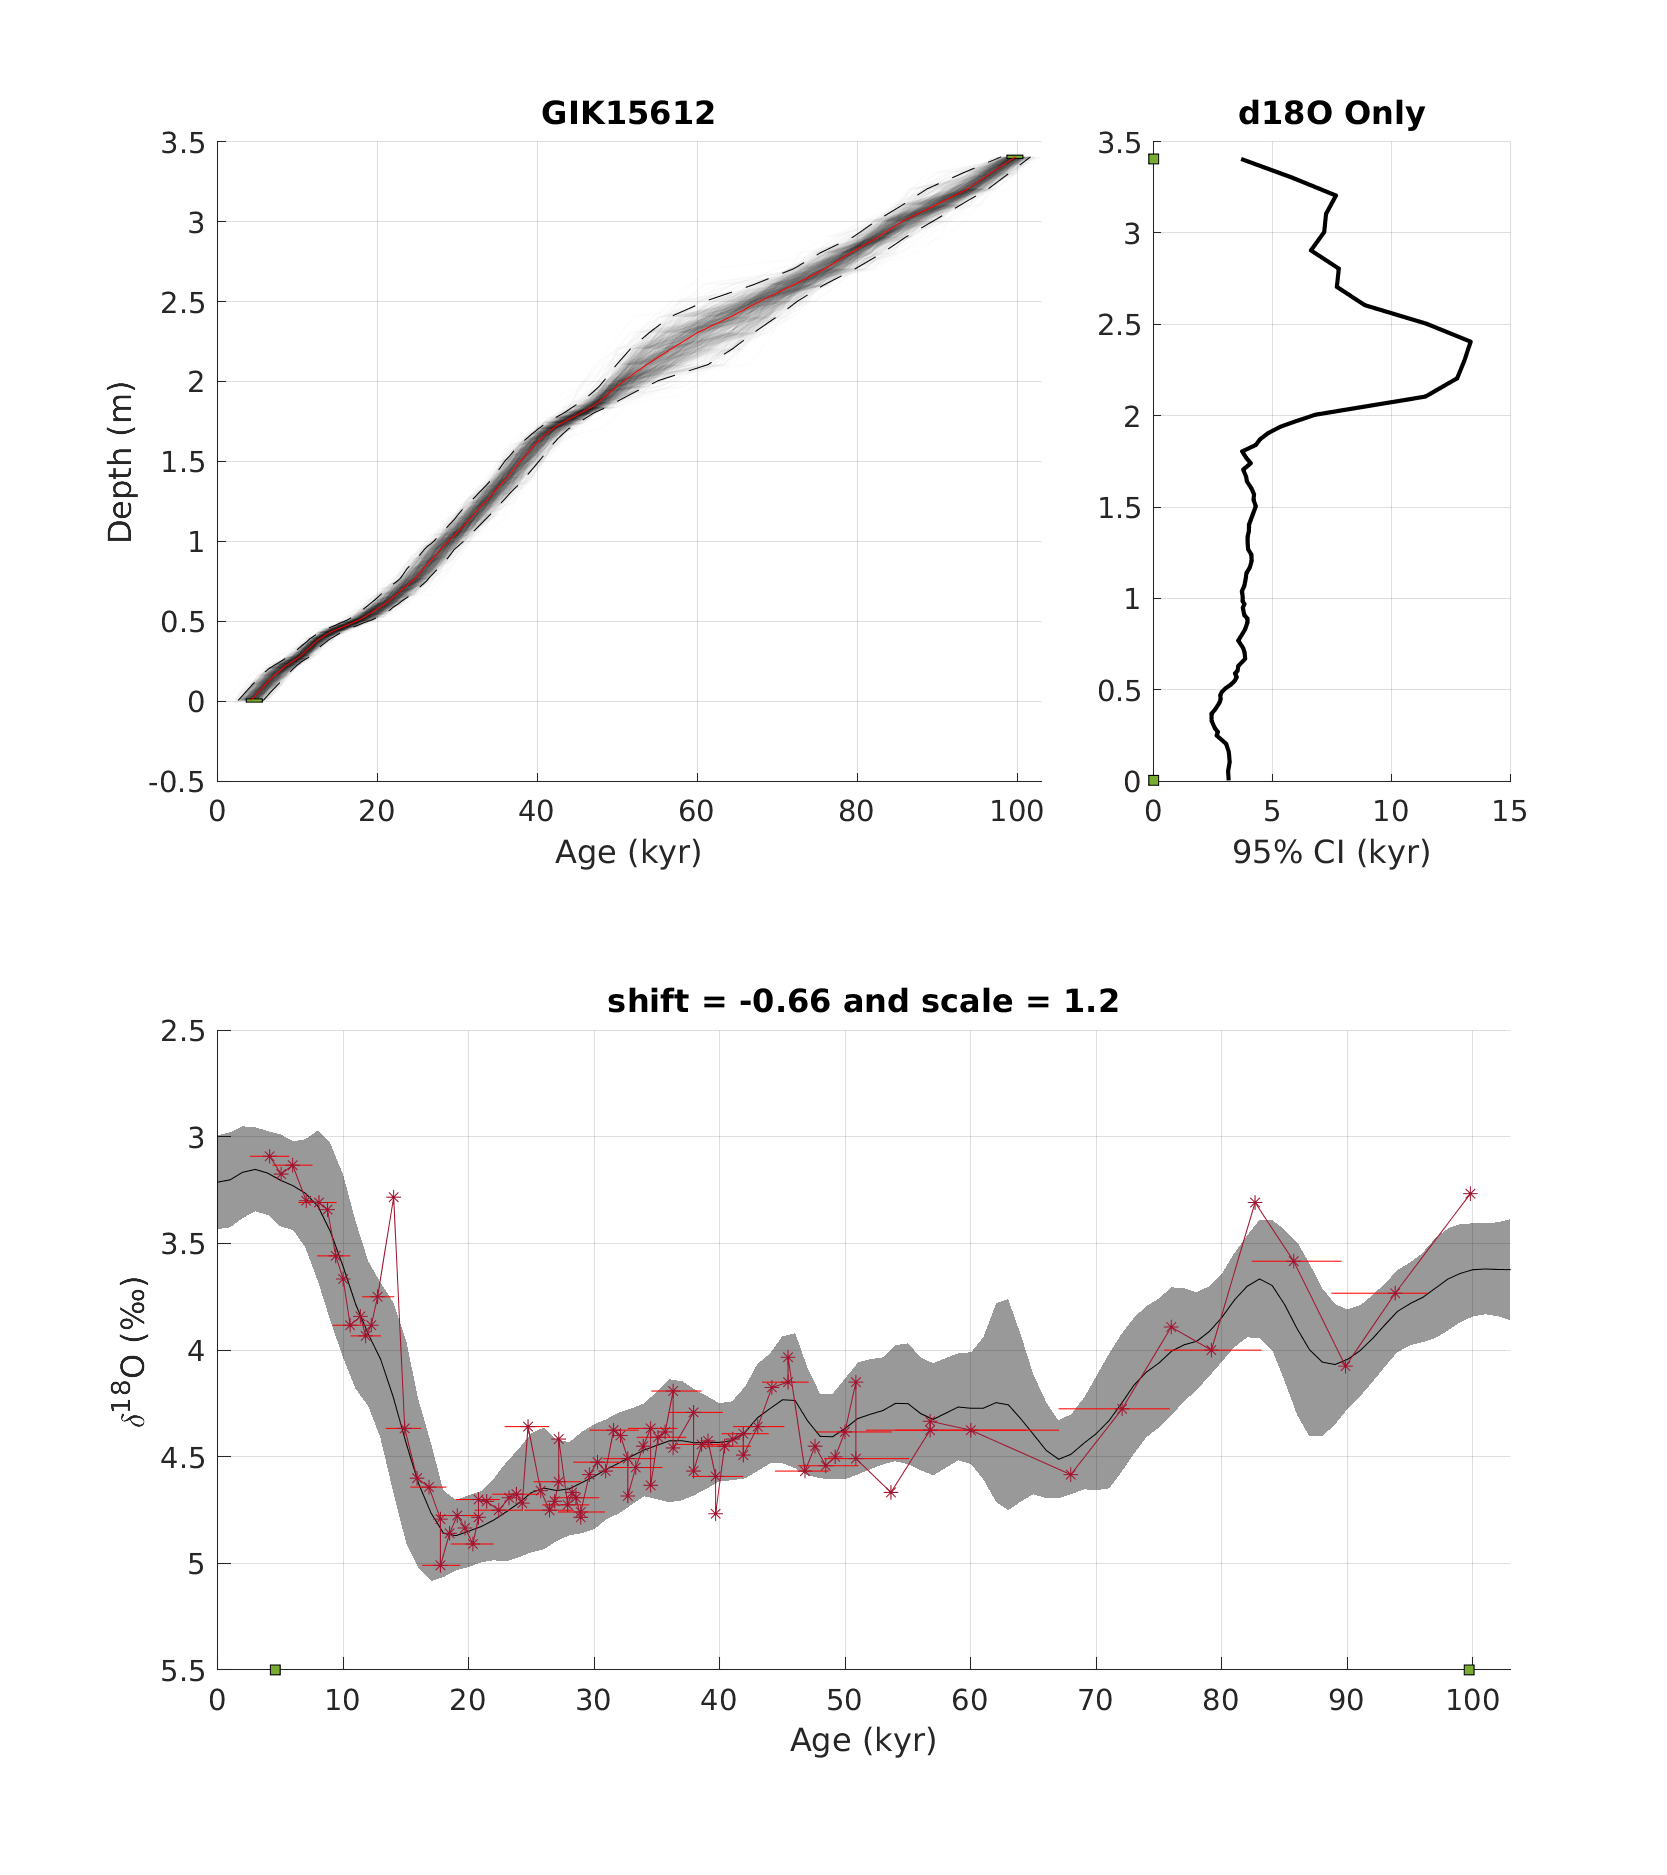 GIK15612
3.5
3
2.5
2
1.5
1
0.5
0
-0.5
Depth (m)
0 20 40 60 80 100
Age (kyr)
d18O Only
3.5
3
2.5
2
1.5
1
0.5
0
0 5 10 15
95% CI (kyr)
shift = -0.66 and scale = 1.2
2.5
3
3.5
4
4.5
5
5.5
δ¹⁸O (‰)
0 10 20 30 40 50 60 70 80 90 100
Age (kyr)